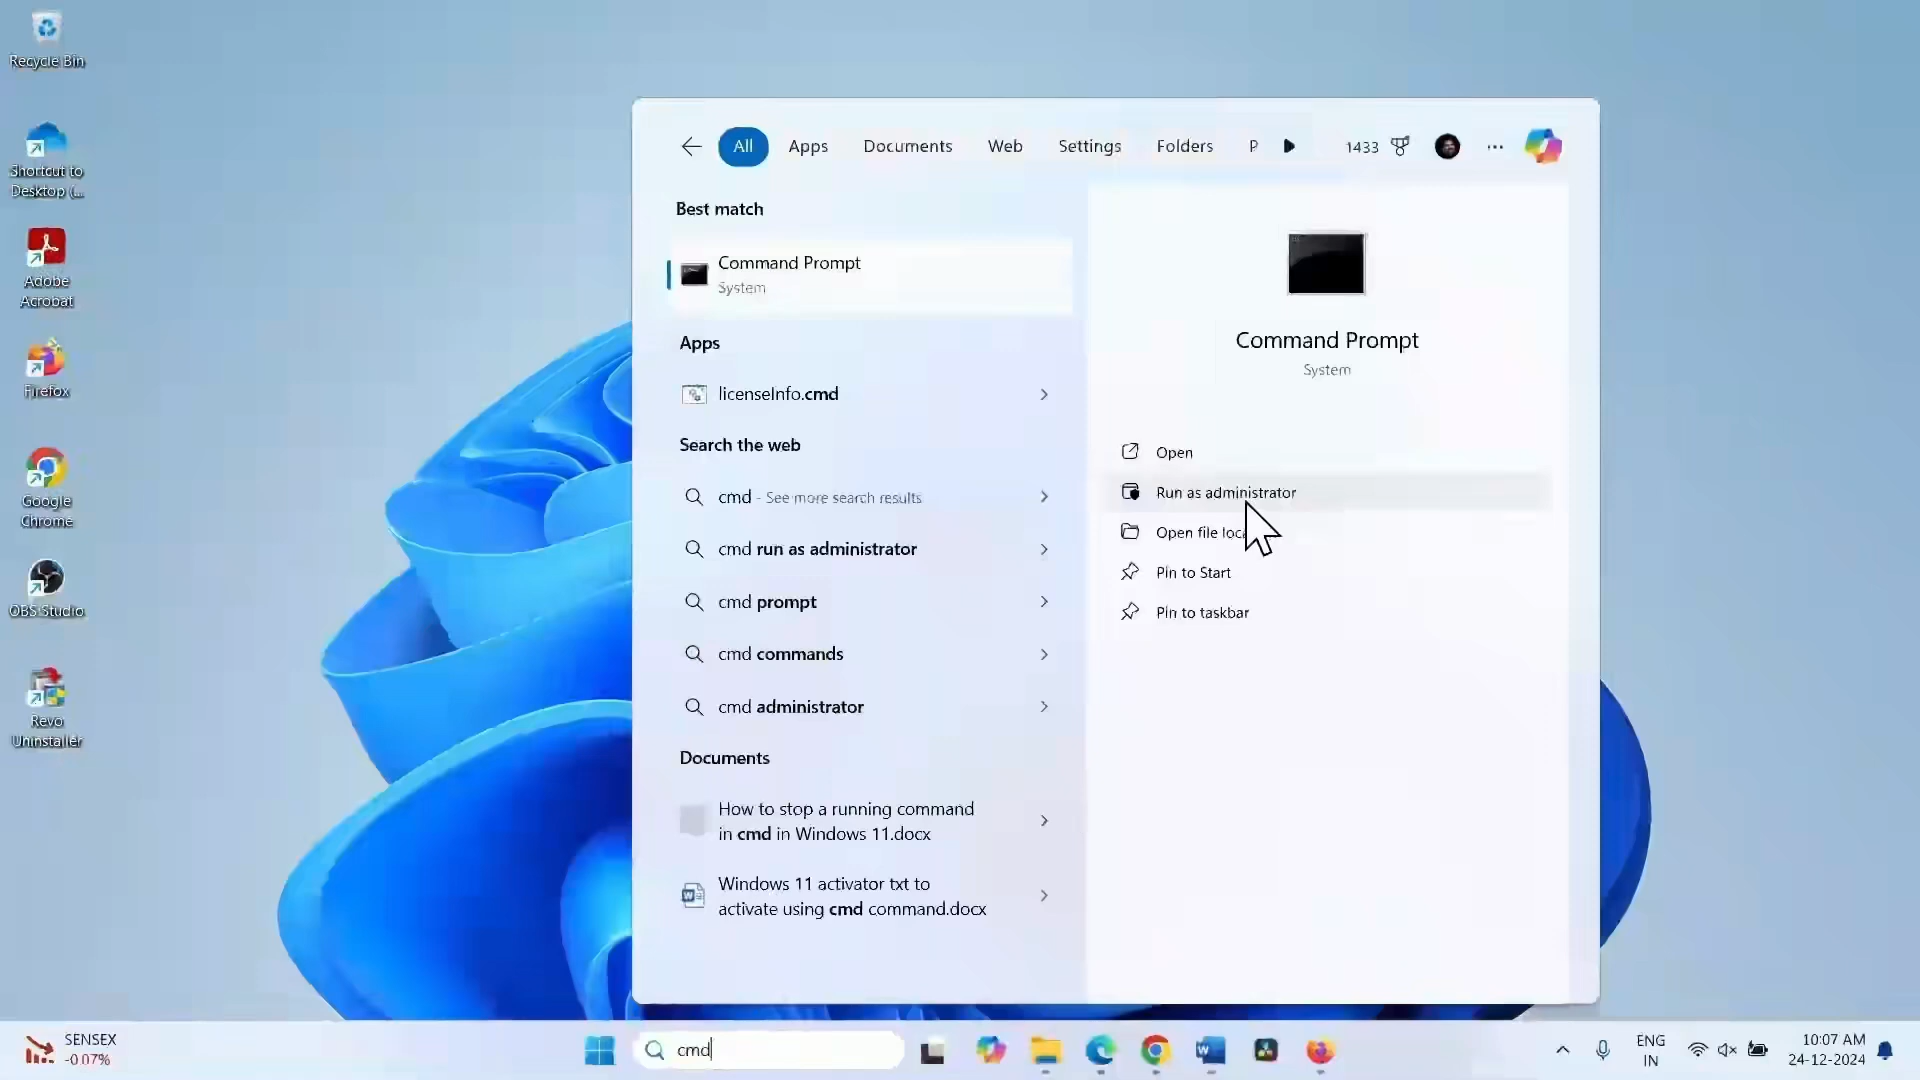 Recycle Bin
Shortcut to
Desktop (...
Adobe
Acrobat
Firefox
Google
Chrome
OBS Studio
Revo
Uninstaller
All
Apps
Documents
Web
Settings
Folders
P
1433
Best match
Command Prompt
System
Apps
licenseInfo.cmd
Search the web
cmd - See more search results
cmd run as administrator
cmd prompt
cmd commands
cmd administrator
Documents
How to stop a running command
in cmd in Windows 11.docx
Windows 11 activator txt to
activate using cmd command.docx
Command Prompt
System
Open
Run as administrator
Open file
Pin to Start
Pin to taskbar
SENSEX
-0.07%
cmd
ENG
IN
10:07 AM
24-12-2024